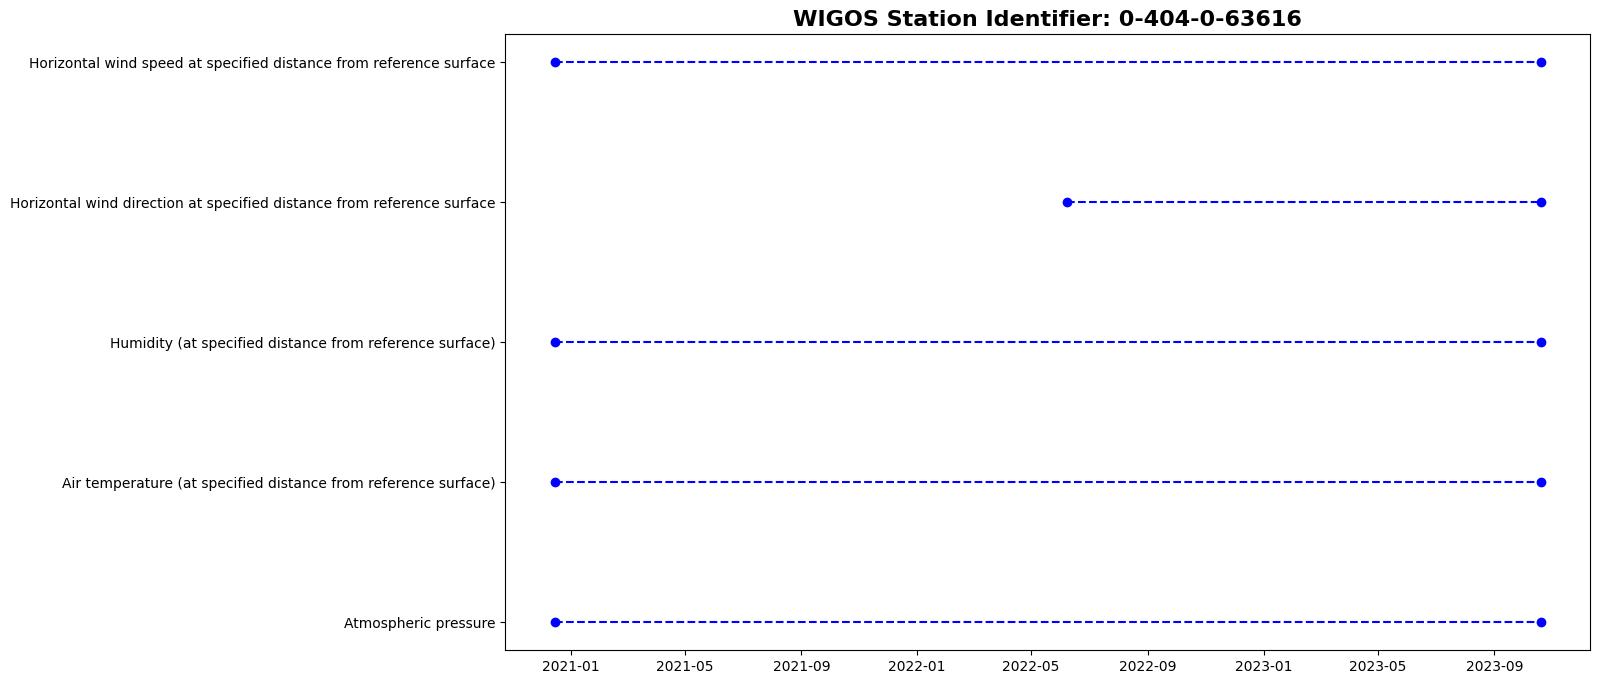 WIGOS Station Identifier: 0-404-0-63616
Horizontal wind speed at specified distance from reference surface
Horizontal wind direction at specified distance from reference surface
Humidity (at specified distance from reference surface)
Air temperature (at specified distance from reference surface)
Atmospheric pressure
2021-01 2021-05 2021-09 2022-01 2022-05 2022-09 2023-01 2023-05 2023-09